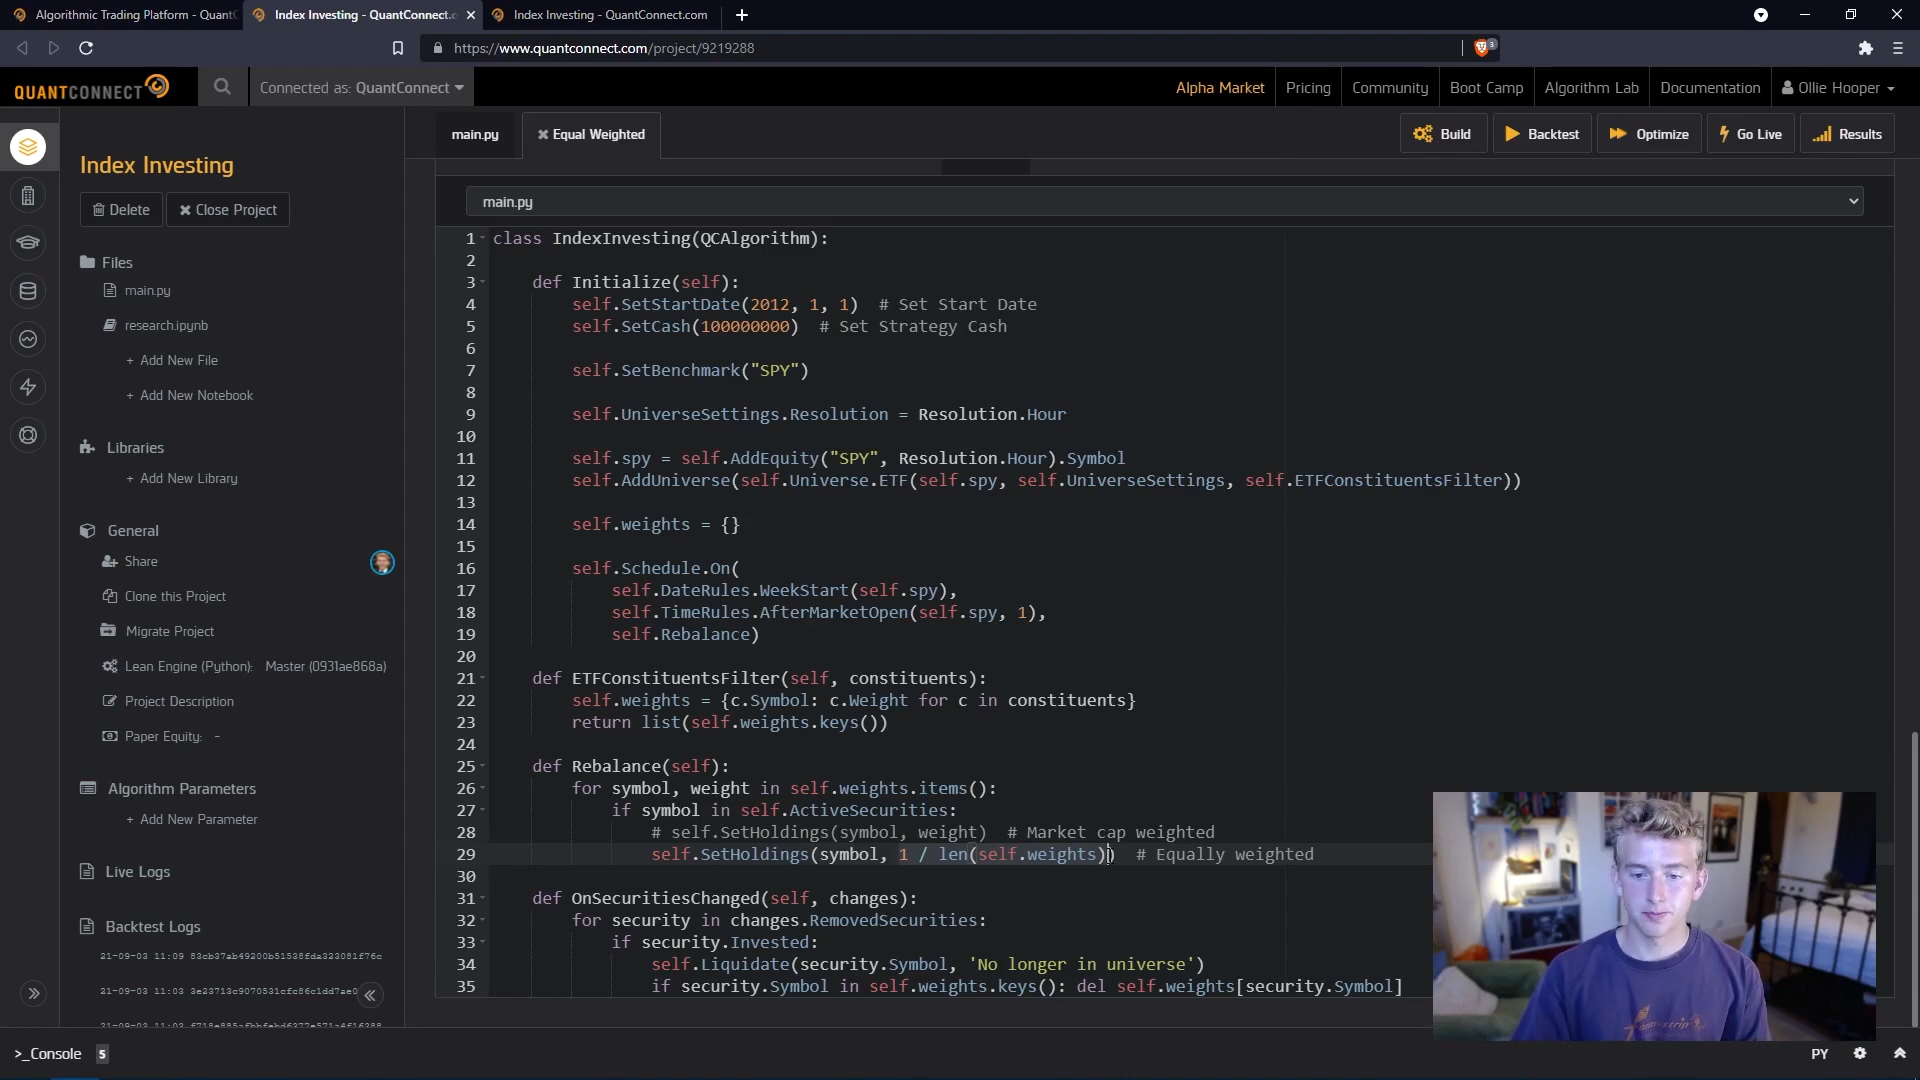 Algorithmic Trading Platform - Quant
Index Investing - QuantConnect.c
Index Investing - QuantConnect.com
https://www.quantconnect.com/project/9219288
3
QUANTCONNECT
Connected as: QuantConnect
Alpha Market
Pricing
Community
Boot Camp
Algorithm Lab
Documentation
Ollie Hooper
main.py
Equal Weighted
Build
Backtest
Optimize
Go Live
Results
Index Investing
Delete
Close Project
Files
main.py
research.ipynb
+ Add New File
+ Add New Notebook
Libraries
+ Add New Library
General
Share
Clone this Project
Migrate Project
Lean Engine (Python): Master (0931ae868a)
Project Description
Paper Equity: -
Algorithm Parameters
+ Add New Parameter
Live Logs
Backtest Logs
21-09-03 11:09 83cb37ab49200b51538fda323081f76c
21-09-03 11:03 3e23713c9070531cfc86c1dd7ae0
main.py
1 class IndexInvesting(QCAlgorithm):
2
3 def Initialize(self):
4 self.SetStartDate(2012, 1, 1) # Set Start Date
5 self.SetCash(100000000) # Set Strategy Cash
6
7 self.SetBenchmark("SPY")
8
9 self.UniverseSettings.Resolution = Resolution.Hour
10
11 self.spy = self.AddEquity("SPY", Resolution.Hour).Symbol
12 self.AddUniverse(self.Universe.ETF(self.spy, self.UniverseSettings, self.ETFConstituentsFilter))
13
14 self.weights = {}
15
16 self.Schedule.On(
17 self.DateRules.WeekStart(self.spy),
18 self.TimeRules.AfterMarketOpen(self.spy, 1),
19 self.Rebalance)
20
21 def ETFConstituentsFilter(self, constituents):
22 self.weights = {c.Symbol: c.Weight for c in constituents}
23 return list(self.weights.keys())
24
25 def Rebalance(self):
26 for symbol, weight in self.weights.items():
27 if symbol in self.ActiveSecurities:
28 # self.SetHoldings(symbol, weight) # Market cap weighted
29 self.SetHoldings(symbol, 1 / len(self.weights)) # Equally weighted
30
31 def OnSecuritiesChanged(self, changes):
32 for security in changes.RemovedSecurities:
33 if security.Invested:
34 self.Liquidate(security.Symbol, 'No longer in universe')
35 if security.Symbol in self.weights.keys(): del self.weights[security.Symbol]
>_Console 5
PY